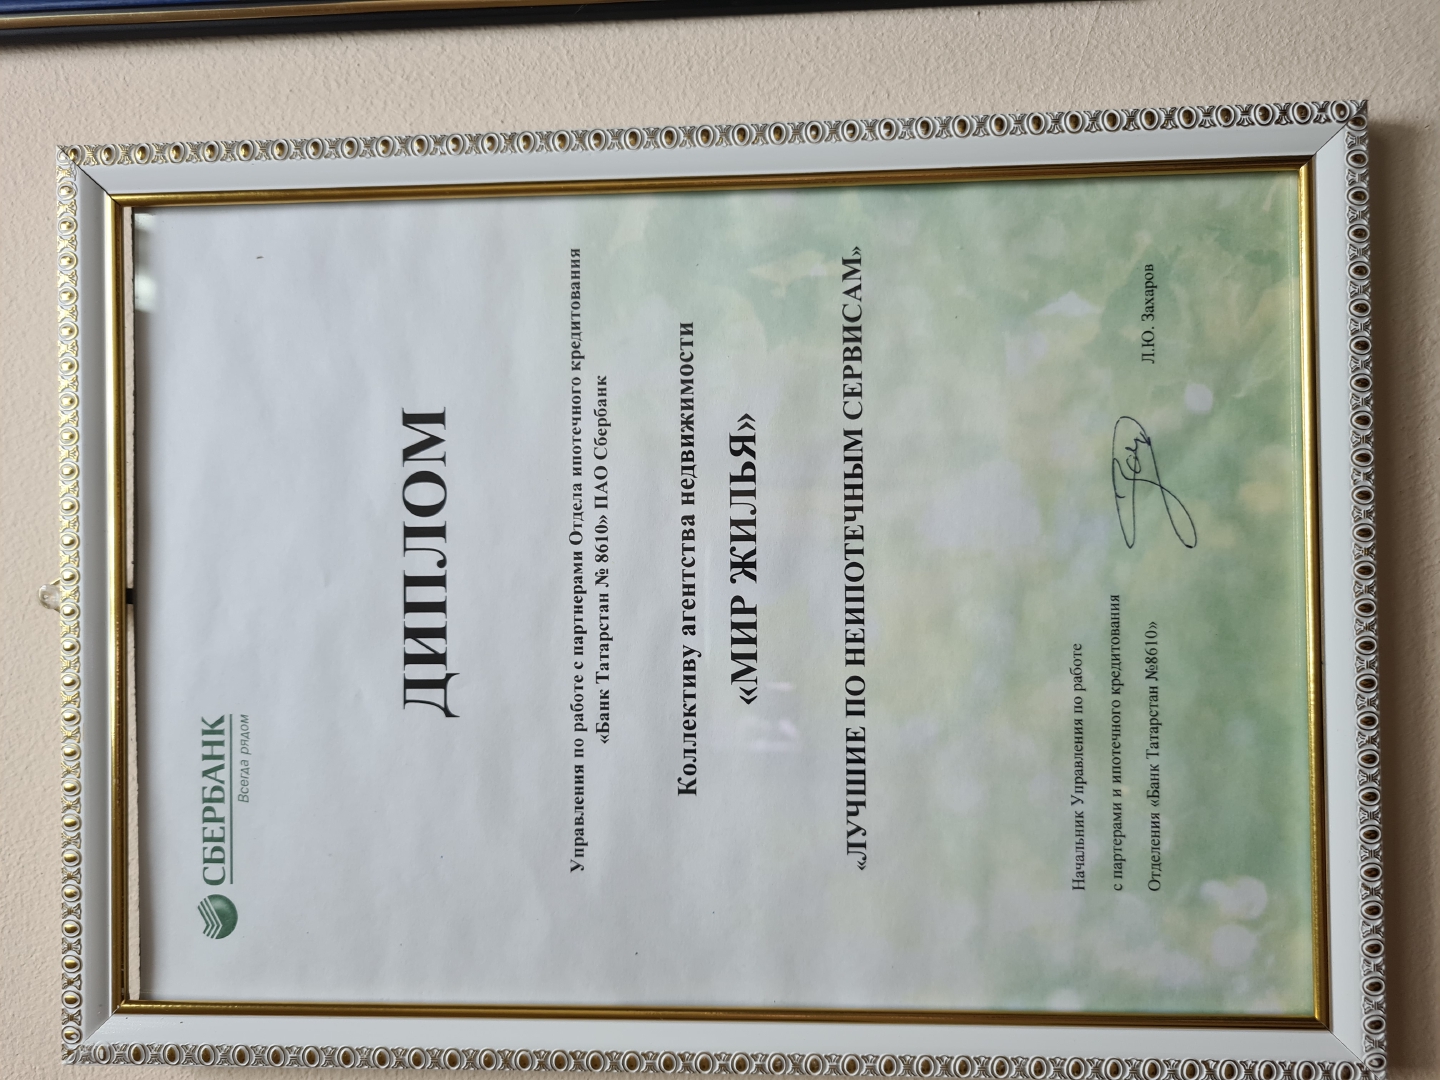 СБЕРБАНК
Всегда рядом
ДИПЛОМ
Управления по работе с партнерами Отдела ипотечного кредитования
«Банк Татарстан № 8610» ПАО Сбербанк
Коллективу агентства недвижимости
«МИР ЖИЛЬЯ»
«ЛУЧШИЕ ПО НЕИПОТЕЧНЫМ СЕРВИСАМ»
Начальник Управления по работе
с партерами и ипотечного кредитования
Отделения «Банк Татарстан №8610»
Л.Ю. Захаров